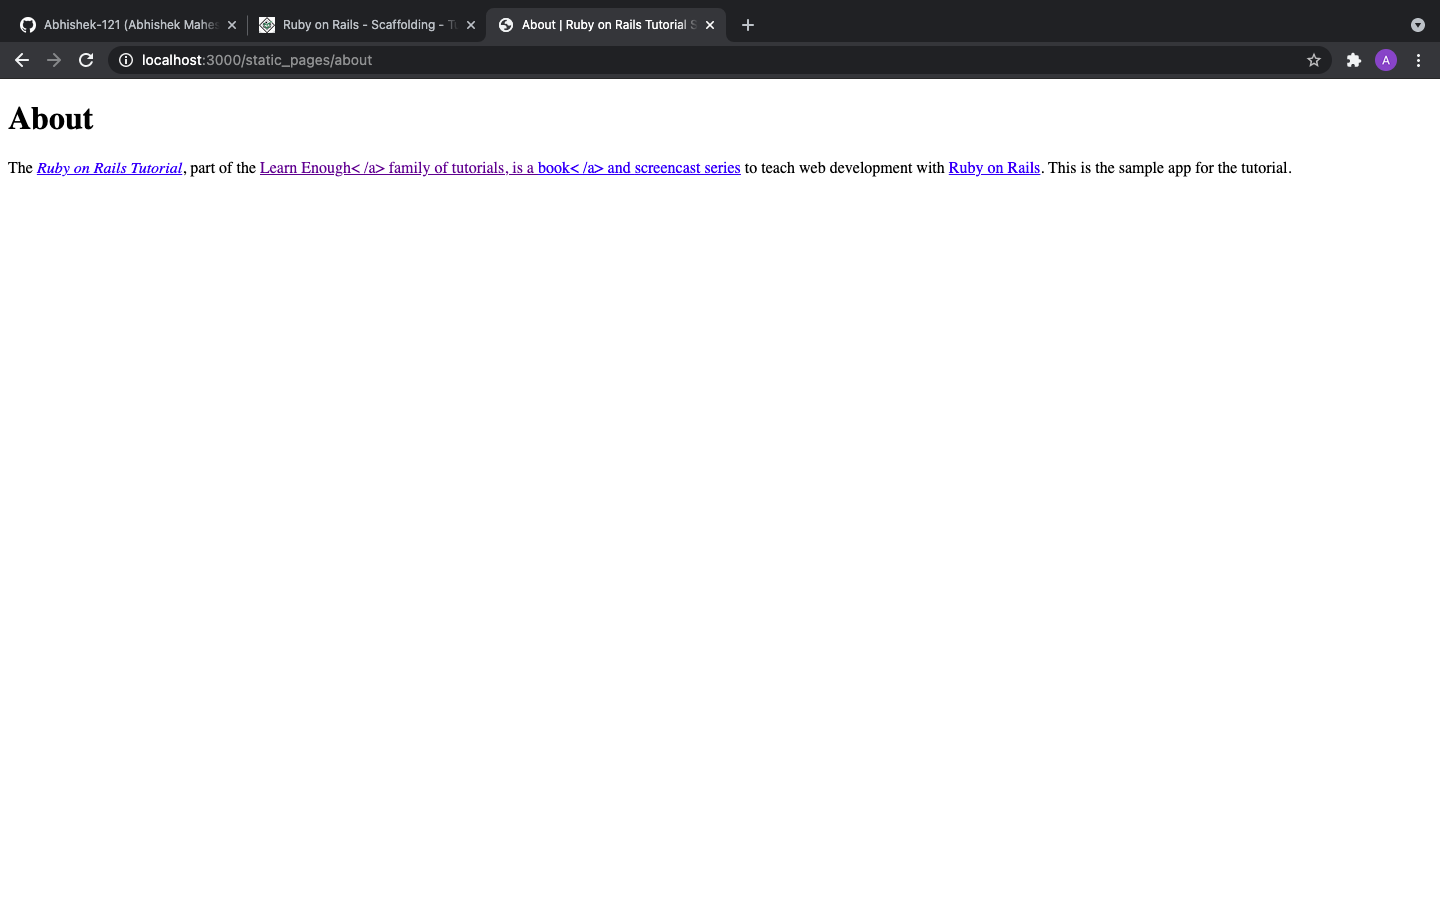 Abhishek-121 (Abhishek Mahes
Ruby on Rails - Scaffolding - Tu
About | Ruby on Rails Tutorial S
localhost:3000/static_pages/about
A
About
The Ruby on Rails Tutorial, part of the Learn Enough< /a> family of tutorials, is a book< /a> and screencast series to teach web development with Ruby on Rails. This is the sample app for the tutorial.